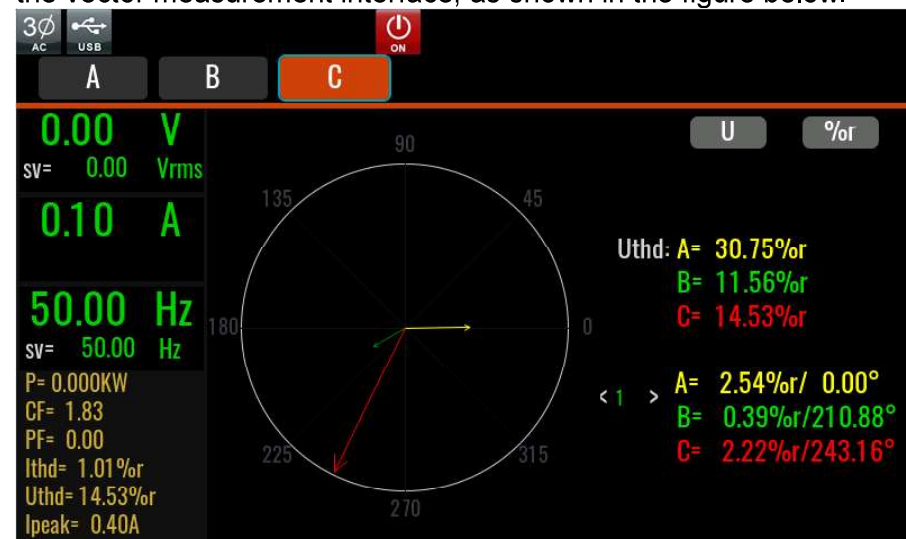 the vector measurement interface, as shown in the figure below.
3Ø
AC
USB
ON
A
B
C
0.00 V
sv= 0.00 Vrms
0.10 A
50.00 Hz
sv= 50.00 Hz
P= 0.000KW
CF= 1.83
PF= 0.00
Ithd= 1.01%r
Uthd= 14.53%r
Ipeak= 0.40A
90
135
45
180
0
225
315
270
U
%r
Uthd: A= 30.75%r
B= 11.56%r
C= 14.53%r
< 1 >
A= 2.54%r/ 0.00°
B= 0.39%r/210.88°
C= 2.22%r/243.16°